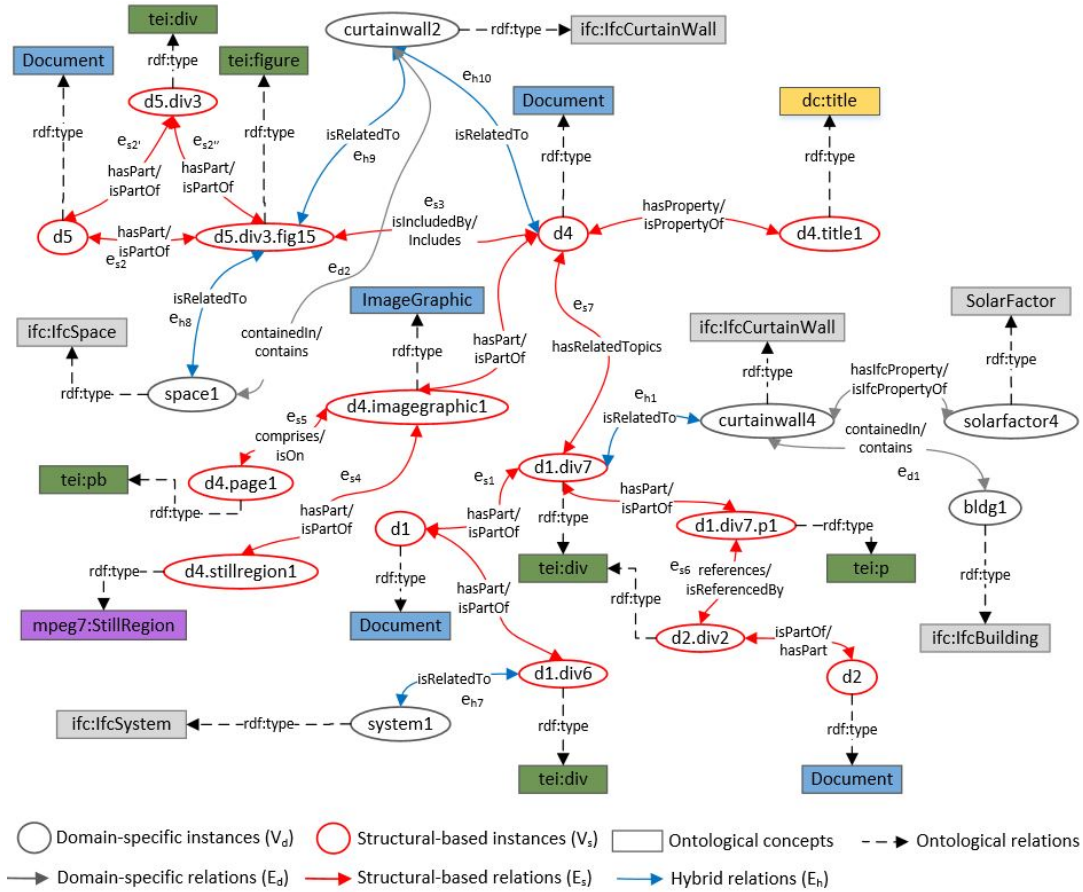 tei:div
curtainwall2
rdf:type
ifc:IfcCurtainWall
Document
rdf:type
tei:figure
e_h10
Document
dc:title
d5.div3
rdf:type
rdf:type
isRelatedTo
e_h9
isRelatedTo
rdf:type
rdf:type
e_s2'
e_s2''
hasPart/
isPartOf
hasPart/
isPartOf
e_s3
isIncludedBy/
Includes
hasProperty/
isPropertyOf
d5
hasPart/
isPartOf
e_s2
d5.div3.fig15
d4
d4.title1
e_d2
isRelatedTo
e_h8
ImageGraphic
e_s7
SolarFactor
ifc:IfcSpace
containedIn/
contains
rdf:type
hasPart/
isPartOf
hasRelatedTopics
ifc:IfcCurtainWall
rdf:type
rdf:type
hasIfcProperty/
isIfcPropertyOf
rdf:type
space1
d4.imagegraphic1
e_h1
isRelatedTo
curtainwall4
solarfactor4
e_s5
comprises/
isOn
containedIn/
contains
e_d1
tei:pb
d4.page1
e_s4
e_s1
d1.div7
rdf:type
hasPart/
isPartOf
d1
hasPart/
isPartOf
hasPart/
isPartOf
d1.div7.p1
rdf:type
bldg1
rdf:type
d4.stillregion1
rdf:type
rdf:type
tei:div
e_s6
references/
isReferencedBy
tei:p
hasPart/
isPartOf
rdf:type
rdf:type
mpeg7:StillRegion
Document
d2.div2
isPartOf/
hasPart
ifc:IfcBuilding
isRelatedTo
e_h7
d1.div6
d2
ifc:IfcSystem
rdf:type
system1
rdf:type
rdf:type
tei:div
Document
Domain-specific instances (V_d)
Structural-based instances (V_s)
Ontological concepts
Ontological relations
Domain-specific relations (E_d)
Structural-based relations (E_s)
Hybrid relations (E_h)